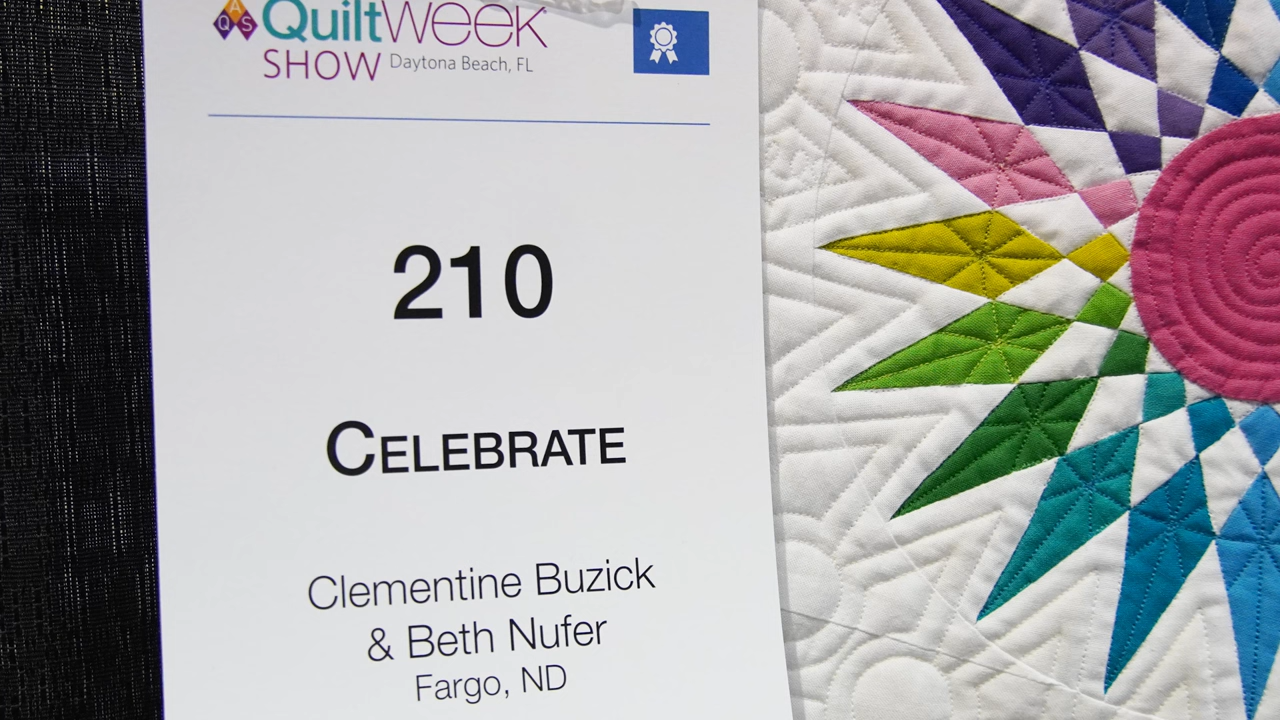 AQS QuiltWeek
SHOW Daytona Beach, FL
210
CELEBRATE
Clementine Buzick
& Beth Nufer
Fargo, ND